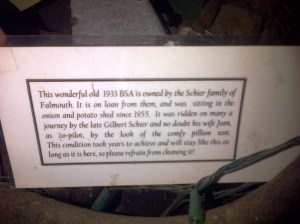 This wonderful old 1933 BSA is owned by the Schier family of
Falmouth. It is on loan from them, and was sitting in the
onion and potato shed since 1955. It was ridden on many a
journey by the late Gilbert Schier and no doubt his wife Joan,
as co-pilot, by the look of the comfy pillion seat.
This condition took years to achieve and will stay like this as
long as it is here, so please refrain from cleaning it!